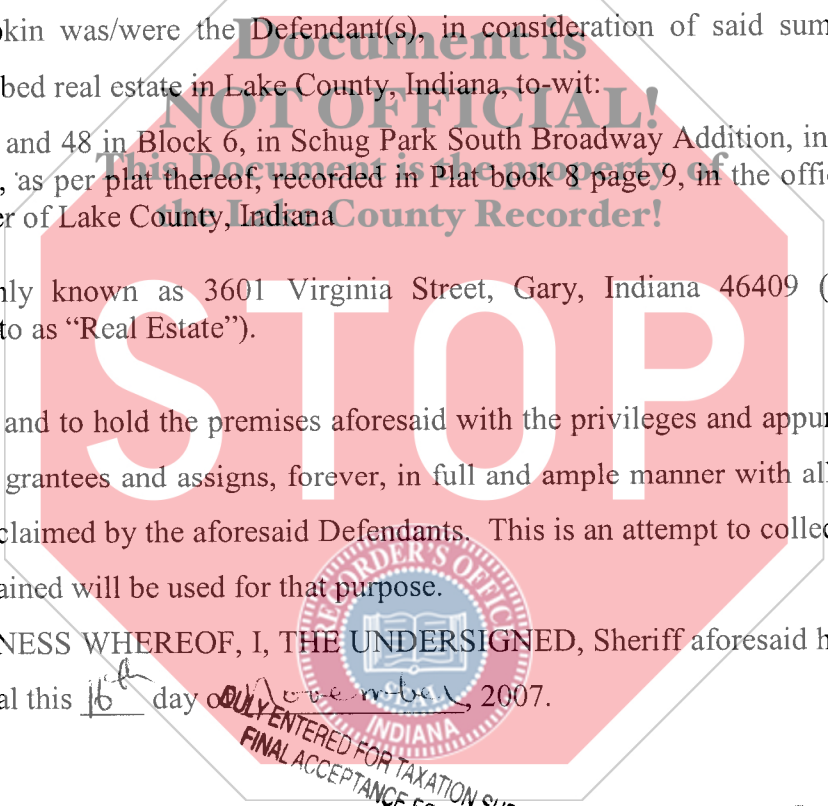 okin was/were the Defendant(s), in consideration of said sum
Document is
bed real estate in Lake County, Indiana, to-wit:
NOT OFFICIAL!
and 48 in Block 6, in Schug Park South Broadway Addition, in
This Document is the property of
, as per plat thereof, recorded in Plat book 8 page 9, in the offic
the Lake County Recorder!
er of Lake County, Indiana
nly known as 3601 Virginia Street, Gary, Indiana 46409 (
to as “Real Estate”).
STOP
and to hold the premises aforesaid with the privileges and appur
grantees and assigns, forever, in full and ample manner with all
claimed by the aforesaid Defendants. This is an attempt to collec
ained will be used for that purpose.
RECORDER'S OFFICE
NESS WHEREOF, I, THE UNDERSIGNED, Sheriff aforesaid h
SEAL
al this 16th day of November, 2007.
INDIANA
DULY ENTERED FOR TAXATION SUB
FINAL ACCEPTANCE FO